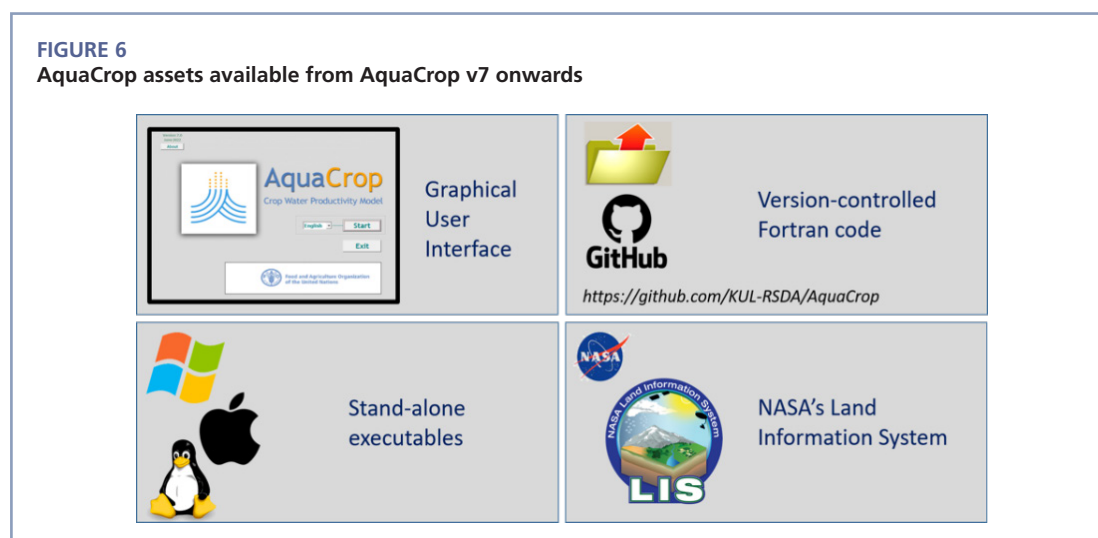 FIGURE 6
AquaCrop assets available from AquaCrop v7 onwards
About
AquaCrop
Crop Water Productivity Model
English
Start
Exit
Food and Agriculture Organization
of the United Nations
Graphical
User
Interface
GitHub
https://github.com/KUL-RSDA/AquaCrop
Version-controlled
Fortran code
Stand-alone
executables
NASA
NASA Land Information System
LIS
NASA's Land
Information System